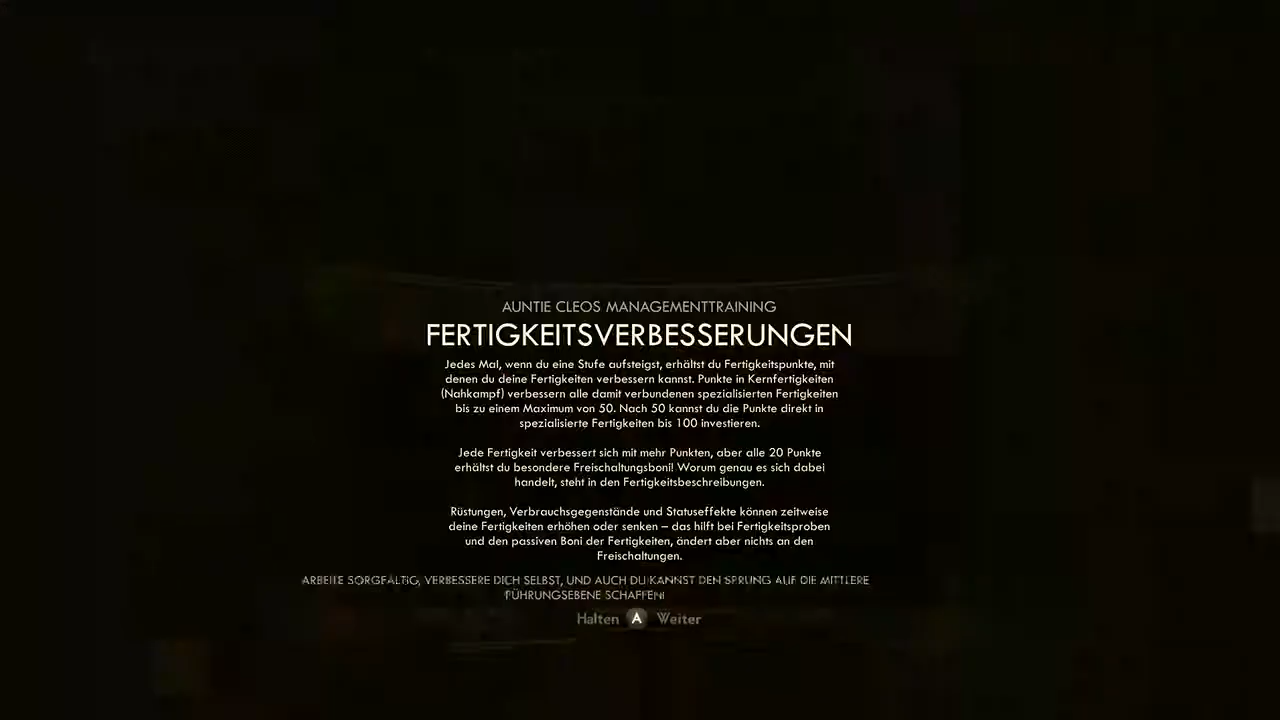 AUNTIE CLEOS MANAGEMENTTRAINING
FERTIGKEITSVERBESSERUNGEN
Jedes Mal, wenn du eine Stufe aufsteigst, erhältst du Fertigkeitspunkte, mit
denen du deine Fertigkeiten verbessern kannst. Punkte in Kernfertigkeiten
(Nahkampf) verbessern alle damit verbundenen spezialisierten Fertigkeiten
bis zu einem Maximum von 50. Nach 50 kannst du die Punkte direkt in
spezialisierte Fertigkeiten bis 100 investieren.
Jede Fertigkeit verbessert sich mit mehr Punkten, aber alle 20 Punkte
erhältst du besondere Freischaltungsboni! Worum genau es sich dabei
handelt, steht in den Fertigkeitsbeschreibungen.
Rüstungen, Verbrauchsgegenstände und Statuseffekte können zeitweise
deine Fertigkeiten erhöhen oder senken – das hilft bei Fertigkeitsproben
und den passiven Boni der Fertigkeiten, ändert aber nichts an den
Freischaltungen.
ARBEITE SORGFÄLTIG, VERBESSERE DICH SELBST, UND AUCH DU KANNST DEN SPRUNG AUF DIE MITTLERE
FÜHRUNGSEBENE SCHAFFEN!
Halten A Weiter